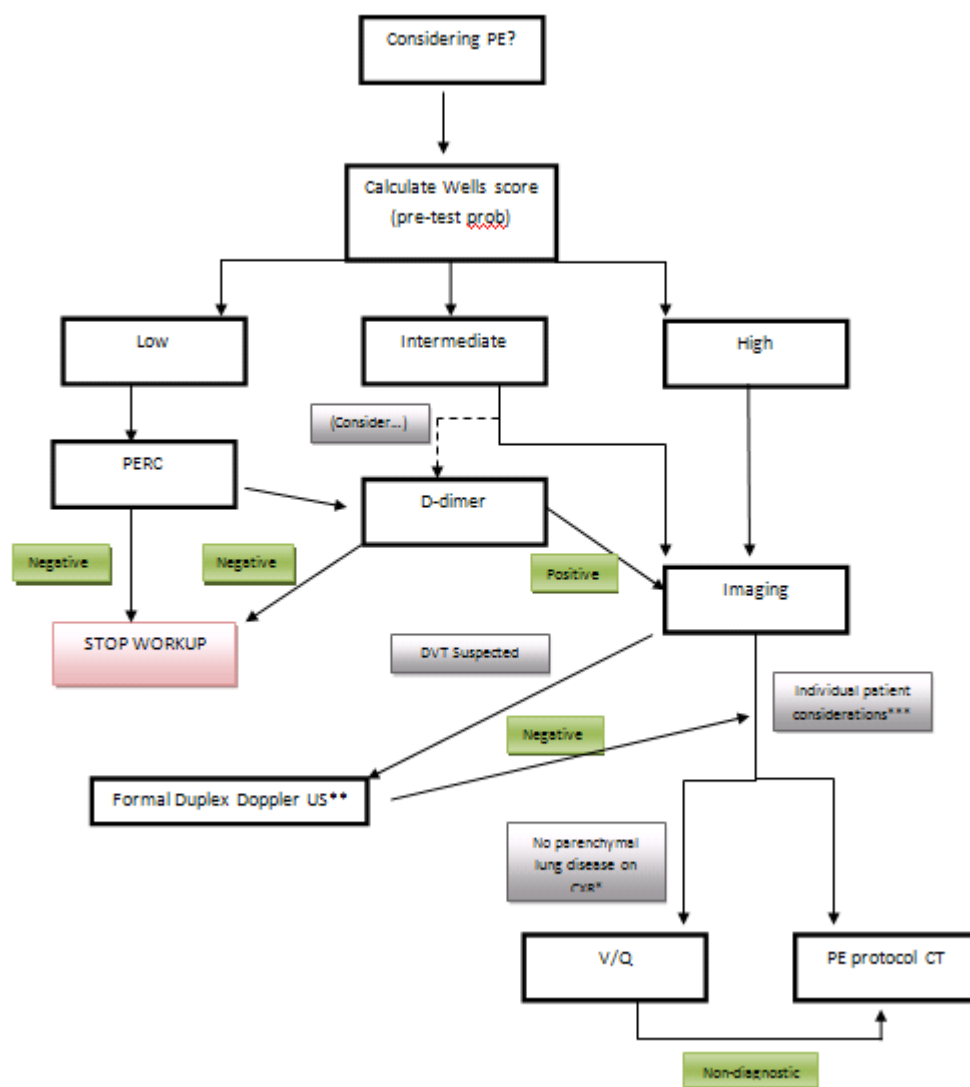 Considering PE?
Calculate Wells score
(pre-test prob)
Low
Intermediate
High
(Consider...)
PERC
D-dimer
Negative
Negative
Positive
Imaging
STOP WORKUP
DVT Suspected
Individual patient
considerations***
Negative
Formal Duplex Doppler US**
No parenchymal
lung disease on
CXR*
V/Q
PE protocol CT
Non-diagnostic